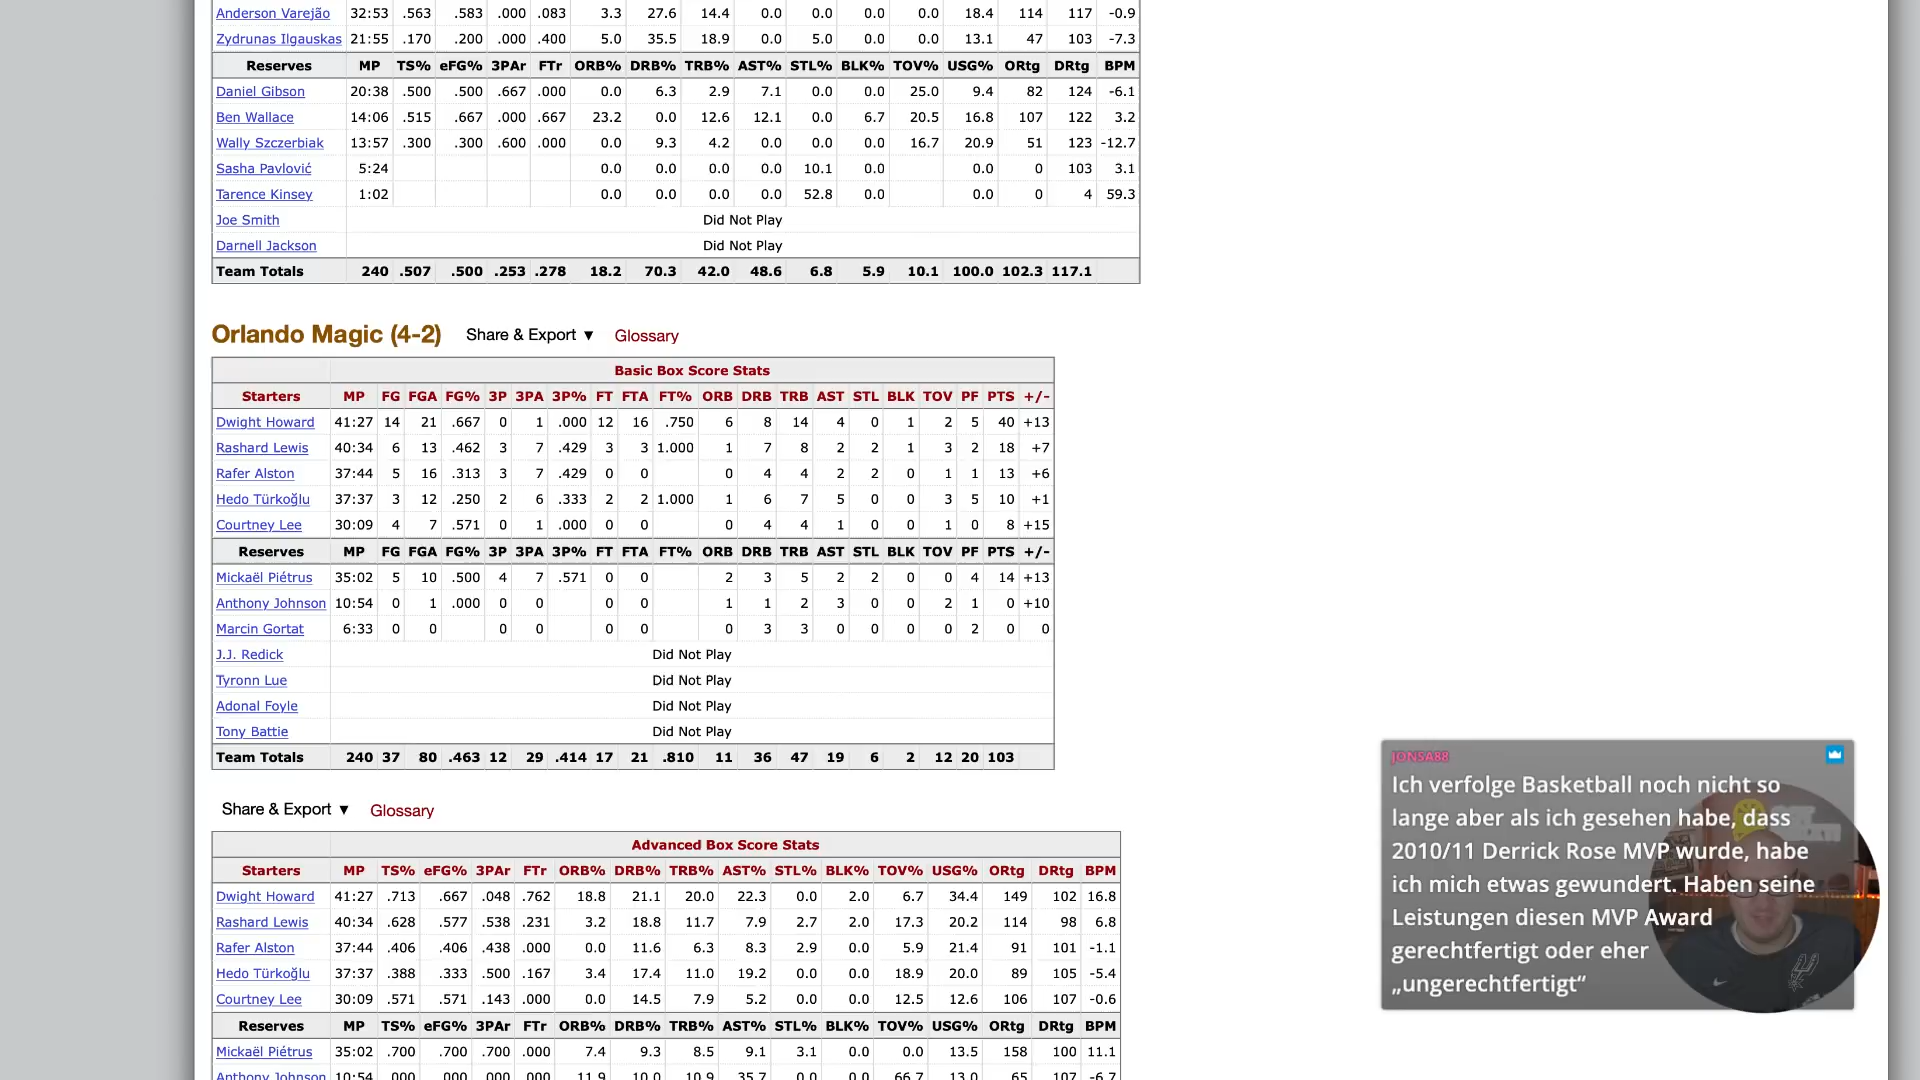 Anderson Varejão 32:53 .563 .583 .000 .083 3.3 27.6 14.4 0.0 0.0 0.0 0.0 18.4 114 117 -0.9
Zydrunas Ilgauskas 21:55 .170 .200 .000 .400 5.0 35.5 18.9 0.0 5.0 0.0 0.0 13.1 47 103 -7.3
Reserves MP TS% eFG% 3PAr FTr ORB% DRB% TRB% AST% STL% BLK% TOV% USG% ORtg DRtg BPM
Daniel Gibson 20:38 .500 .500 .667 .000 0.0 6.3 2.9 7.1 0.0 0.0 25.0 9.4 82 124 -6.1
Ben Wallace 14:06 .515 .667 .000 .667 23.2 0.0 12.6 12.1 0.0 6.7 20.5 16.8 107 122 3.2
Wally Szczerbiak 13:57 .300 .300 .600 .000 0.0 9.3 4.2 0.0 0.0 0.0 16.7 20.9 51 123 -12.7
Sasha Pavlović 5:24 0.0 0.0 0.0 0.0 10.1 0.0 0.0 0 103 3.1
Tarence Kinsey 1:02 0.0 0.0 0.0 0.0 52.8 0.0 0.0 0 4 59.3
Joe Smith Did Not Play
Darnell Jackson Did Not Play
Team Totals 240 .507 .500 .253 .278 18.2 70.3 42.0 48.6 6.8 5.9 10.1 100.0 102.3 117.1
Orlando Magic (4-2) Share & Export ▼ Glossary
Basic Box Score Stats
Starters MP FG FGA FG% 3P 3PA 3P% FT FTA FT% ORB DRB TRB AST STL BLK TOV PF PTS +/-
Dwight Howard 41:27 14 21 .667 0 1 .000 12 16 .750 6 8 14 4 0 1 2 5 40 +13
Rashard Lewis 40:34 6 13 .462 3 7 .429 3 3 1.000 1 7 8 2 2 1 3 2 18 +7
Rafer Alston 37:44 5 16 .313 3 7 .429 0 0 0 4 4 2 2 0 1 1 13 +6
Hedo Türkoğlu 37:37 3 12 .250 2 6 .333 2 2 1.000 1 6 7 5 0 0 3 5 10 +1
Courtney Lee 30:09 4 7 .571 0 1 .000 0 0 0 4 4 1 0 0 1 0 8 +15
Reserves MP FG FGA FG% 3P 3PA 3P% FT FTA FT% ORB DRB TRB AST STL BLK TOV PF PTS +/-
Mickaël Piétrus 35:02 5 10 .500 4 7 .571 0 0 2 3 5 2 2 0 0 4 14 +13
Anthony Johnson 10:54 0 1 .000 0 0 0 0 1 1 2 3 0 0 2 1 0 +10
Marcin Gortat 6:33 0 0 0 0 0 0 0 3 3 0 0 0 0 2 0 0
J.J. Redick Did Not Play
Tyronn Lue Did Not Play
Adonal Foyle Did Not Play
Tony Battie Did Not Play
Team Totals 240 37 80 .463 12 29 .414 17 21 .810 11 36 47 19 6 2 12 20 103
Share & Export ▼ Glossary
Advanced Box Score Stats
Starters MP TS% eFG% 3PAr FTr ORB% DRB% TRB% AST% STL% BLK% TOV% USG% ORtg DRtg BPM
Dwight Howard 41:27 .713 .667 .048 .762 18.8 21.1 20.0 22.3 0.0 2.0 6.7 34.4 149 102 16.8
Rashard Lewis 40:34 .628 .577 .538 .231 3.2 18.8 11.7 7.9 2.7 2.0 17.3 20.2 114 98 6.8
Rafer Alston 37:44 .406 .406 .438 .000 0.0 11.6 6.3 8.3 2.9 0.0 5.9 21.4 91 101 -1.1
Hedo Türkoğlu 37:37 .388 .333 .500 .167 3.4 17.4 11.0 19.2 0.0 0.0 18.9 20.0 89 105 -5.4
Courtney Lee 30:09 .571 .571 .143 .000 0.0 14.5 7.9 5.2 0.0 0.0 12.5 12.6 106 107 -0.6
Reserves MP TS% eFG% 3PAr FTr ORB% DRB% TRB% AST% STL% BLK% TOV% USG% ORtg DRtg BPM
Mickaël Piétrus 35:02 .700 .700 .700 .000 7.4 9.3 8.5 9.1 3.1 0.0 0.0 13.5 158 100 11.1
Anthony Johnson 10:54 .000 .000 .000 .000 11.9 10.0 10.9 35.7 0.0 0.0 66.7 13.0 65 107 -6.7
JONSA88
Ich verfolge Basketball noch nicht so
lange aber als ich gesehen habe, dass
2010/11 Derrick Rose MVP wurde, habe
ich mich etwas gewundert. Haben seine
Leistungen diesen MVP Award
gerechtfertigt oder eher
„ungerechtfertigt“